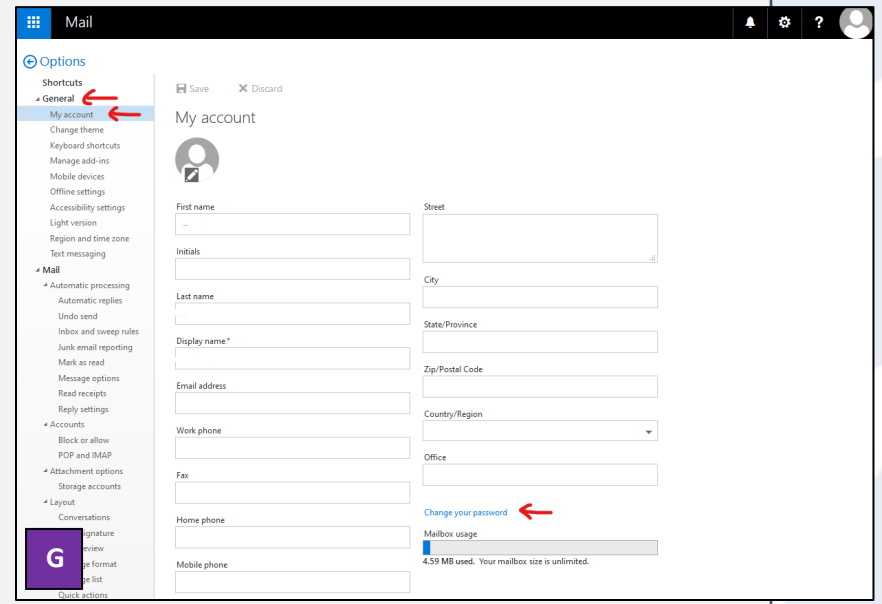 Mail
?
Options
Shortcuts
General
My account
Change theme
Keyboard shortcuts
Manage add-ins
Mobile devices
Offline settings
Accessibility settings
Light version
Region and time zone
Text messaging
Mail
Automatic processing
Automatic replies
Undo send
Inbox and sweep rules
Junk email reporting
Mark as read
Message options
Read receipts
Reply settings
Accounts
Block or allow
POP and IMAP
Attachment options
Storage accounts
Layout
Conversations
ignature
eview
e format
ge list
Quick actions
G
Save
Discard
My account
First name
Initials
Last name
Display name*
Email address
Work phone
Fax
Home phone
Mobile phone
Street
City
State/Province
Zip/Postal Code
Country/Region
Office
Change your password
Mailbox usage
4.59 MB used. Your mailbox size is unlimited.